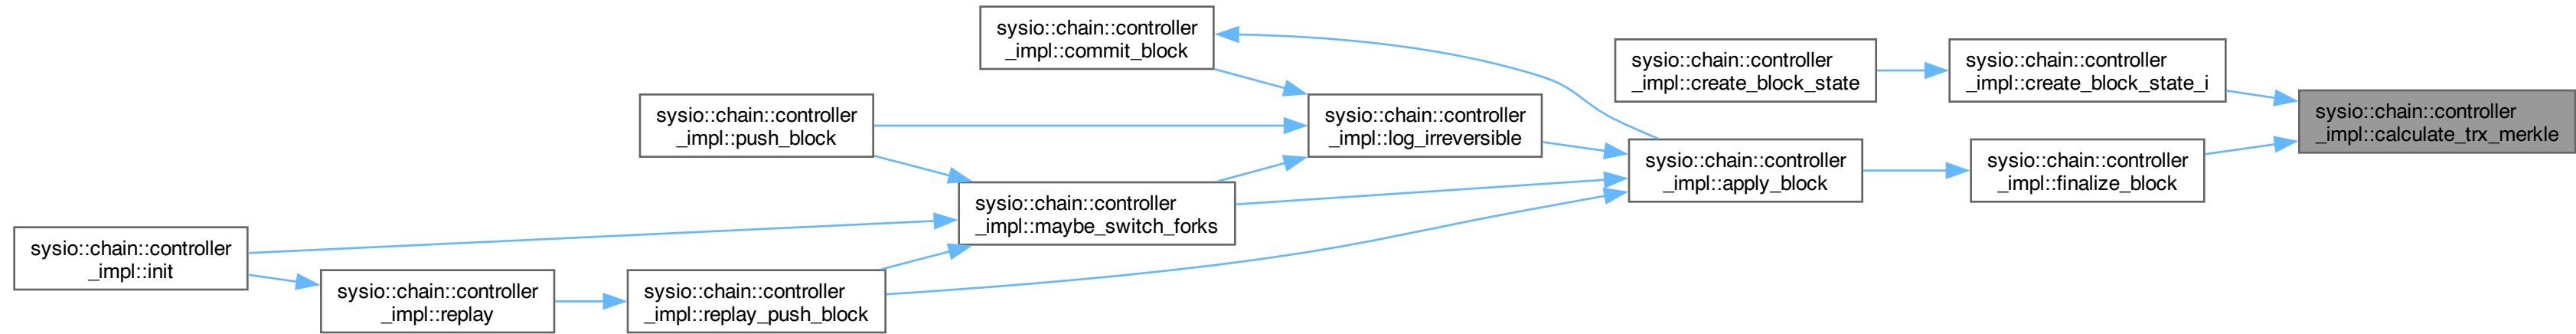 sysio::chain::controller
_impl::commit_block
sysio::chain::controller
_impl::create_block_state
sysio::chain::controller
_impl::create_block_state_i
sysio::chain::controller
_impl::calculate_trx_merkle
sysio::chain::controller
_impl::push_block
sysio::chain::controller
_impl::log_irreversible
sysio::chain::controller
_impl::apply_block
sysio::chain::controller
_impl::finalize_block
sysio::chain::controller
_impl::maybe_switch_forks
sysio::chain::controller
_impl::init
sysio::chain::controller
_impl::replay
sysio::chain::controller
_impl::replay_push_block